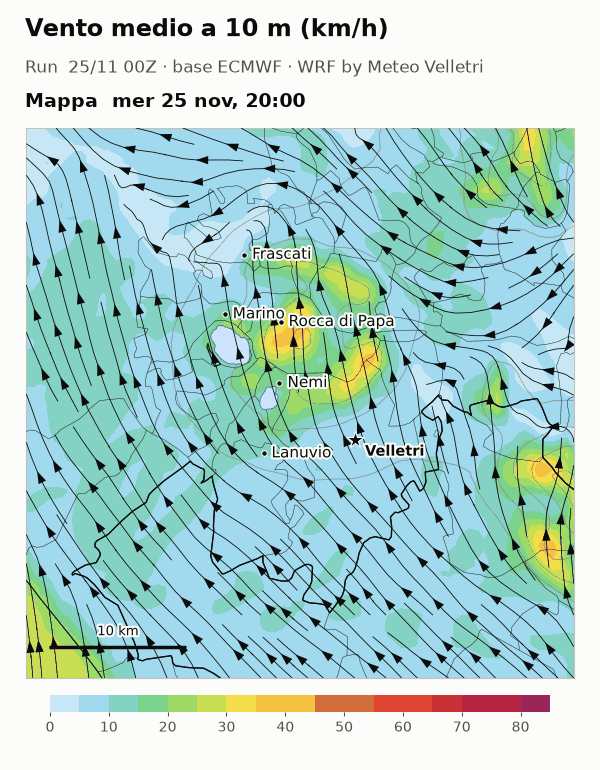 Vento medio a 10 m (km/h)
Run  25/11 00Z · base ECMWF · WRF by Meteo Velletri
Mappa  mer 25 nov, 20:00
Frascati
Marino
Rocca di Papa
Nemi
Velletri
Lanuvio
10 km
0 10 20 30 40 50 60 70 80